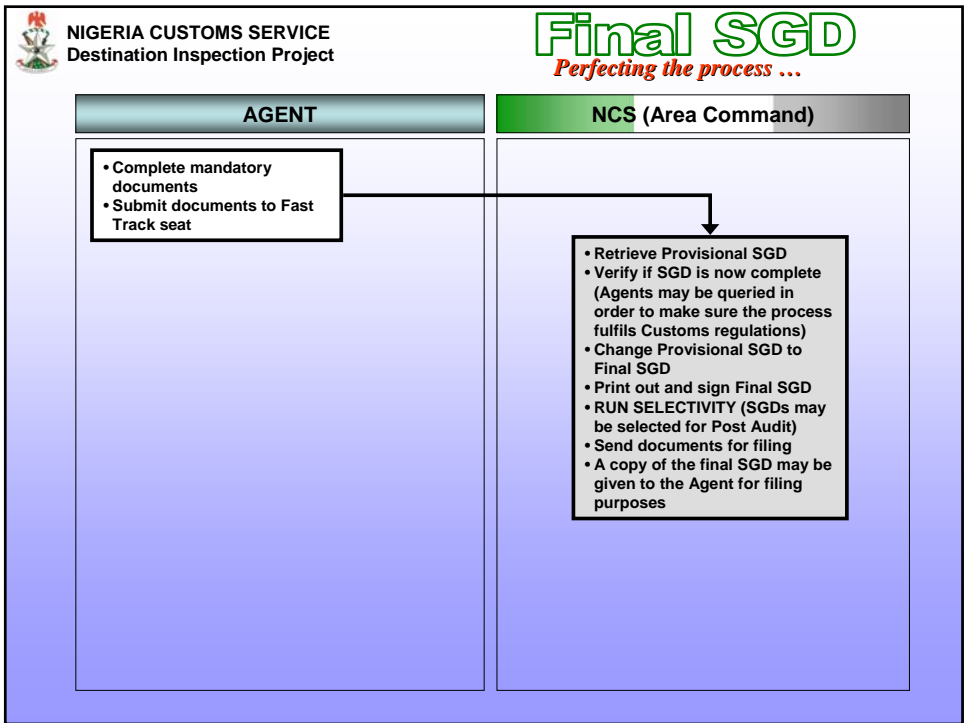 NIGERIA CUSTOMS SERVICE
Destination Inspection Project
Final SGD
Perfecting the process …
AGENT
NCS (Area Command)
• Complete mandatory
documents
• Submit documents to Fast
Track seat
• Retrieve Provisional SGD
• Verify if SGD is now complete
(Agents may be queried in
order to make sure the process
fulfils Customs regulations)
• Change Provisional SGD to
Final SGD
• Print out and sign Final SGD
• RUN SELECTIVITY (SGDs may
be selected for Post Audit)
• Send documents for filing
• A copy of the final SGD may be
given to the Agent for filing
purposes